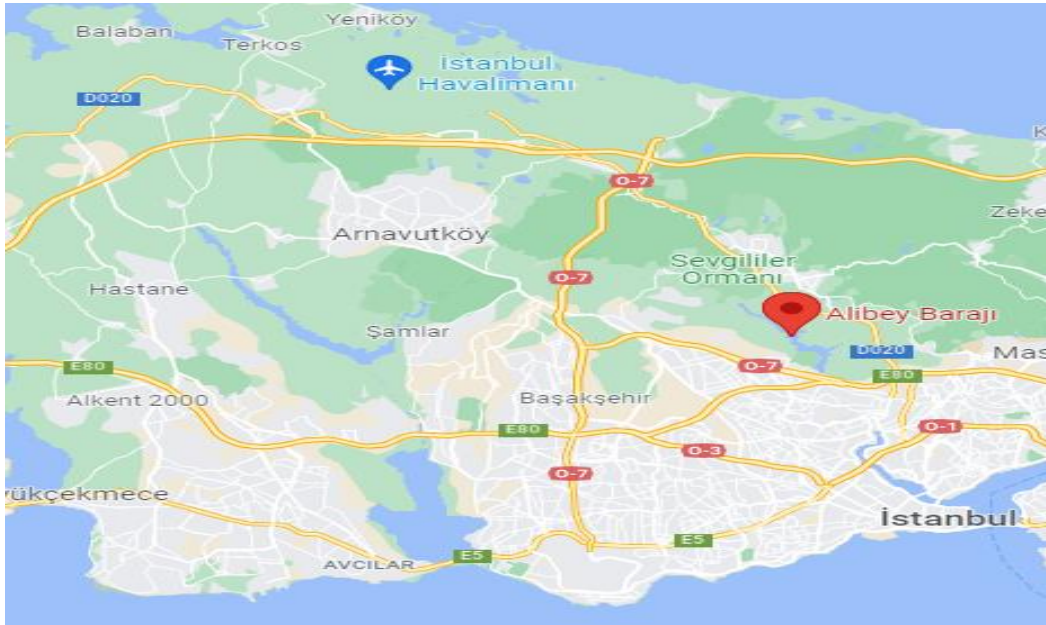 Yeniköy
Balaban
Terkos
İstanbul
Havalimanı
D020
K
O-7
Zeke
Arnavutköy
Sevgililer
Ormanı
O-7
Hastane
Alibey Barajı
Şamlar
D020
Mas
E80
O-7
E80
Alkent 2000
Başakşehir
E80
O-1
O-3
O-7
yükçekmece
İstanbul
E5
E5
AVCILAR